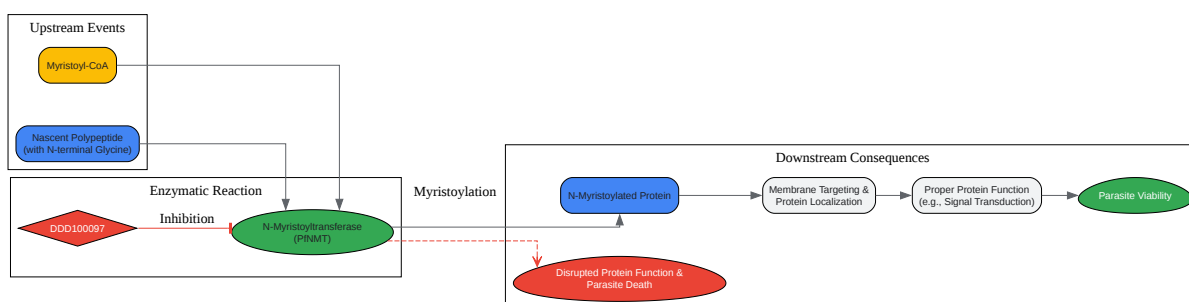 Upstream Events
Myristoyl-CoA
Nascent Polypeptide
(with N-terminal Glycine)
Enzymatic Reaction
Inhibition
DDD100097
N-Myristoyltransferase
(PfNMT)
Myristoylation
Downstream Consequences
N-Myristoylated Protein
Membrane Targeting &
Protein Localization
Proper Protein Function
(e.g., Signal Transduction)
Parasite Viability
Disrupted Protein Function &
Parasite Death